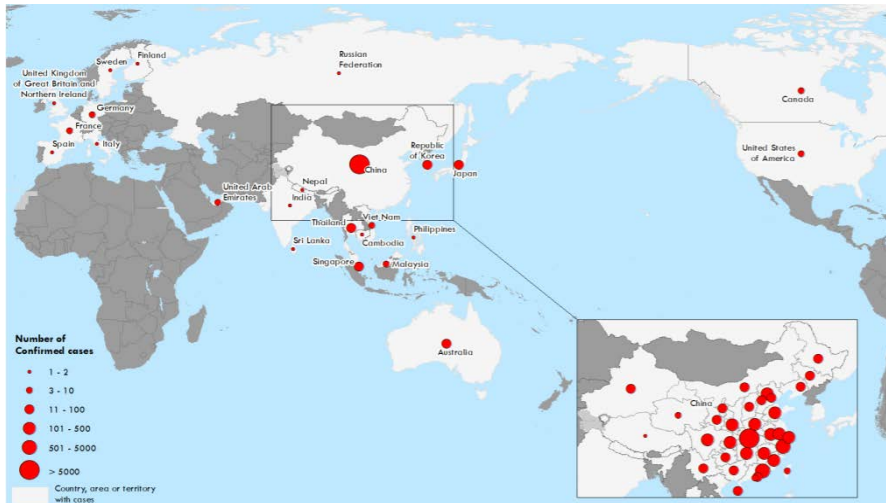 Russian
Federation
Finland
Sweden
United Kingdom
of Great Britain and
Northern Ireland
Germany
France
Spain
Italy
Canada
United States
of America
Republic
of Korea
Japan
China
Nepal
India
United Arab
Emirates
Thailand
Viet Nam
Philippines
Sri Lanka
Cambodia
Singapore
Malaysia
Australia
Number of
Confirmed cases
1 - 2
3 - 10
11 - 100
101 - 500
501 - 5000
> 5000
Country, area or territory
with cases
China